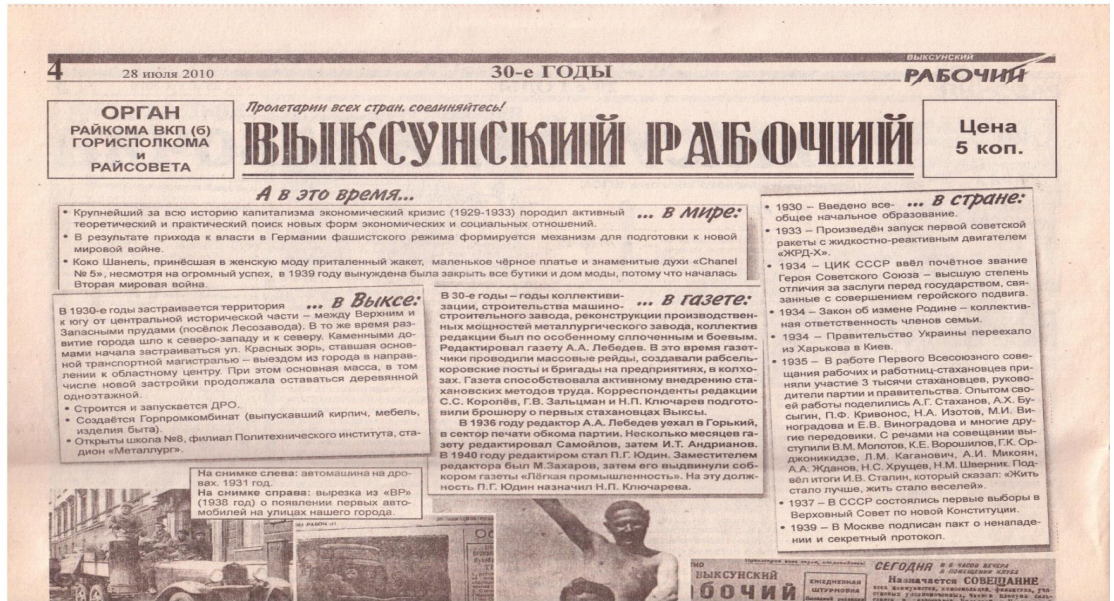 4
28 июля 2010
30-е ГОДЫ
ВЫКСУНСКИЙ
РАБОЧИЙ
ОРГАН
РАЙКОМА ВКП (б)
ГОРИСПОЛКОМА
и
РАЙСОВЕТА
Пролетарии всех стран, соединяйтесь!
ВЫКСУНСКИЙ РАБОЧИЙ
Цена
5 коп.
А в это время...
... в мире:
• Крупнейший за всю историю капитализма экономический кризис (1929-1933) породил активный
теоретический и практический поиск новых форм экономических и социальных отношений.
• В результате прихода к власти в Германии фашистского режима формируется механизм для подготовки к новой
мировой войне.
• Коко Шанель, принёсшая в женскую моду приталенный жакет, маленькое чёрное платье и знаменитые духи «Chanel
№ 5», несмотря на огромный успех, в 1939 году вынуждена была закрыть все бутики и дом моды, потому что началась
Вторая мировая война.
... в Выксе:
В 1930-е годы застраивается территория
к югу от центральной исторической части – между Верхним и
Запасными прудами (посёлок Лесозавода). В то же время раз-
витие города шло к северо-западу и к северу. Каменными до-
мами начала застраиваться ул. Красных зорь, ставшая основ-
ной транспортной магистралью – выездом из города в направ-
лении к областному центру. При этом основная масса, в том
числе новой застройки продолжала оставаться деревянной
одноэтажной.
• Строится и запускается ДРО.
• Создаётся Горпромкомбинат (выпускавший кирпич, мебель,
изделия быта).
• Открыты школа №8, филиал Политехнического института, ста-
дион «Металлург».
... в газете:
В 30-е годы – годы коллективи-
зации, строительства машино-
строительного завода, реконструкции производствен-
ных мощностей металлургического завода, коллектив
редакции был по особенному сплоченным и боевым.
Редактировал газету А.А. Лебедев. В это время газет-
чики проводили массовые рейды, создавали рабсель-
коровские посты и бригады на предприятиях, в колхо-
зах. Газета способствовала активному внедрению ста-
хановских методов труда. Корреспонденты редакции
С.С. Королёв, Г.В. Зальцман и Н.П. Ключарев подгото-
вили брошюру о первых стахановцах Выксы.
В 1936 году редактор А.А. Лебедев уехал в Горький,
в сектор печати обкома партии. Несколько месяцев га-
зету редактировал Самойлов, затем И.Т. Андрианов.
В 1940 году редактором стал П.Г. Юдин. Заместителем
редактора был М.Захаров, затем его выдвинули соб-
кором газеты «Лёгкая промышленность». На эту долж-
ность П.Г. Юдин назначил Н.П. Ключарева.
... в стране:
• 1930 – Введено все-
общее начальное образование.
• 1933 – Произведён запуск первой советской
ракеты с жидкостно-реактивным двигателем
«ЖРД-Х».
• 1934 – ЦИК СССР ввёл почётное звание
Героя Советского Союза – высшую степень
отличия за заслуги перед государством, свя-
занные с совершением геройского подвига.
• 1934 – Закон об измене Родине – коллектив-
ная ответственность членов семьи.
• 1934 – Правительство Украины переехало
из Харькова в Киев.
• 1935 – В работе Первого Всесоюзного сове-
щания рабочих и работниц-стахановцев при-
няли участие 3 тысячи стахановцев, руково-
дители партии и правительства. Опытом сво-
ей работы поделились А.Г. Стаханов, А.Х. Бу-
сыгин, П.Ф. Кривонос, Н.А. Изотов, М.И. Ви-
ноградова и Е.В. Виноградова и многие дру-
гие передовики. С речами на совещании вы-
ступили В.М. Молотов, К.Е. Ворошилов, Г.К. Ор-
джоникидзе, Л.М. Каганович, А.И. Микоян,
А.А. Жданов, Н.С. Хрущев, Н.М. Шверник. Под-
вёл итоги И.В. Сталин, который сказал: «Жить
стало лучше, жить стало веселей».
• 1937 – В СССР состоялись первые выборы в
Верховный Совет по новой Конституции.
• 1939 – В Москве подписан пакт о ненападе-
нии и секретный протокол.
На снимке слева: автомашина на дро-
вах. 1931 год.
На снимке справа: вырезка из «ВР»
(1938 год) о появлении первых авто-
мобилей на улицах нашего города.
ВЫКСУНСКИЙ
БОЧИЙ
ЕЖЕДНЕВНАЯ
ШТУРМОВКА
СЕГОДНЯ
В 6 ЧАСОВ ВЕЧЕРА
В ПОМЕЩЕНИИ КЛУБА
Назначается СОВЕЩАНИЕ